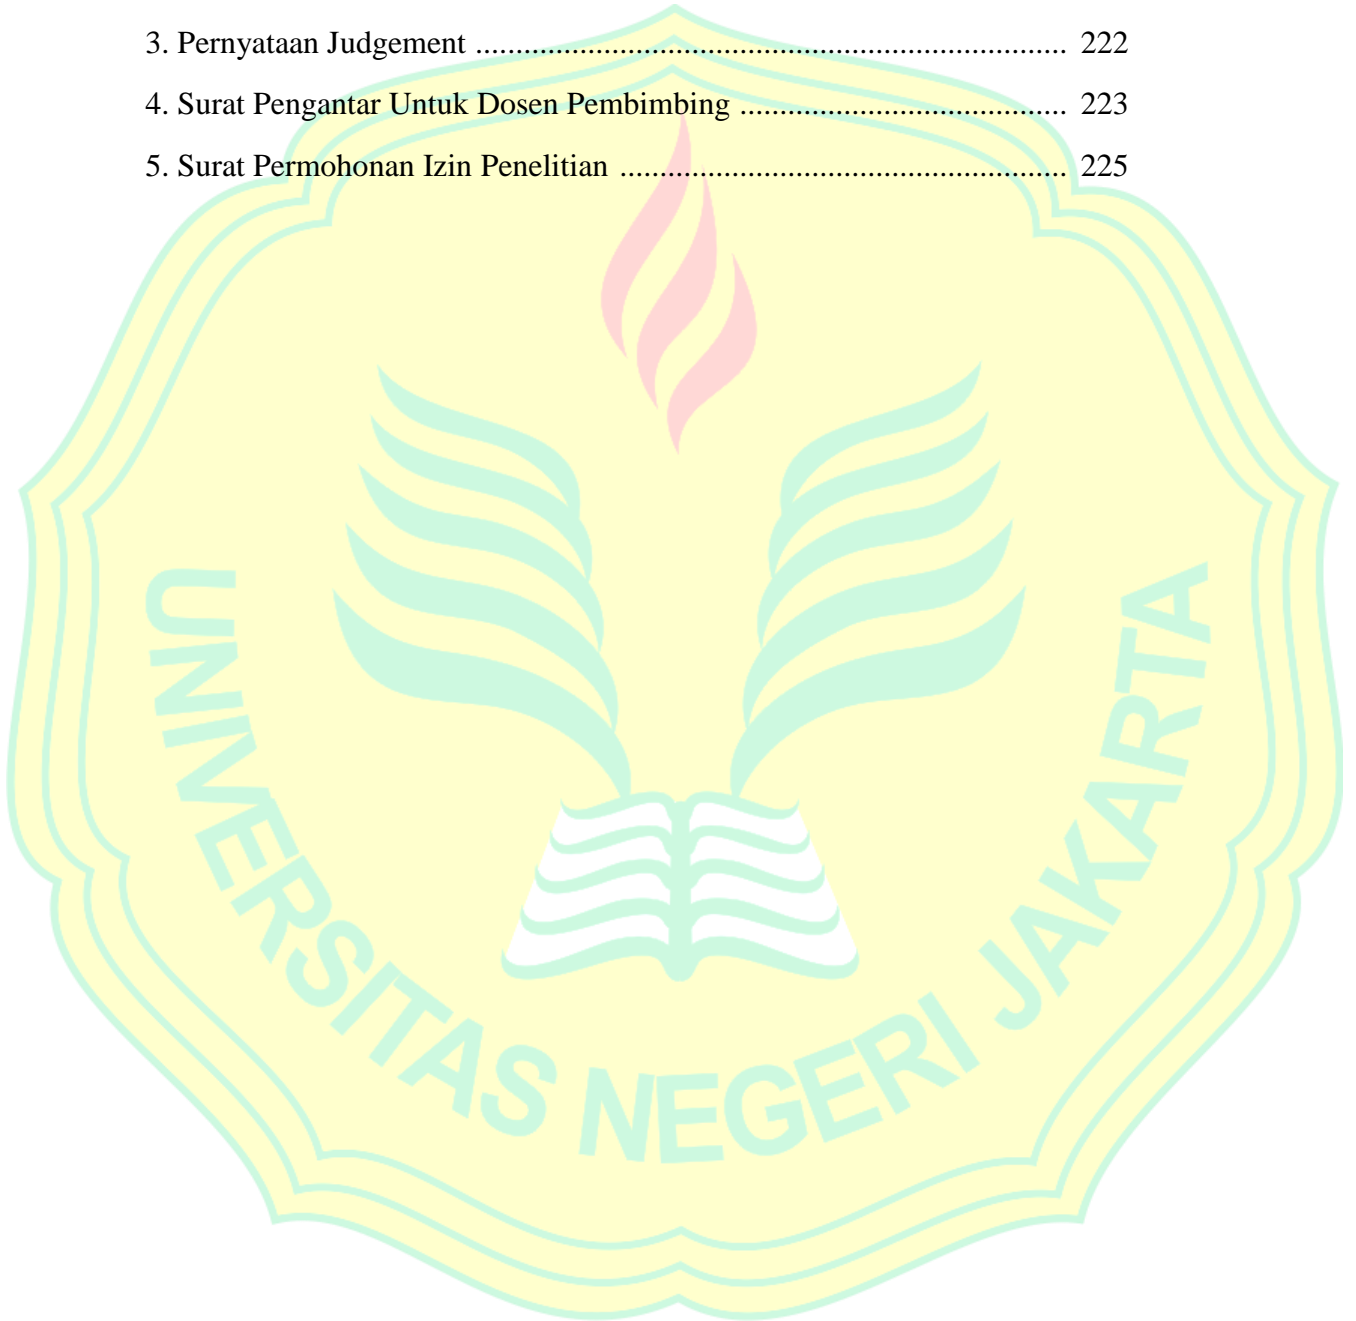 3. Pernyataan Judgement ........................................................................ 222
4. Surat Pengantar Untuk Dosen Pembimbing ........................................ 223
5. Surat Permohonan Izin Penelitian ....................................................... 225
UNIVERSITAS NEGERI JAKARTA